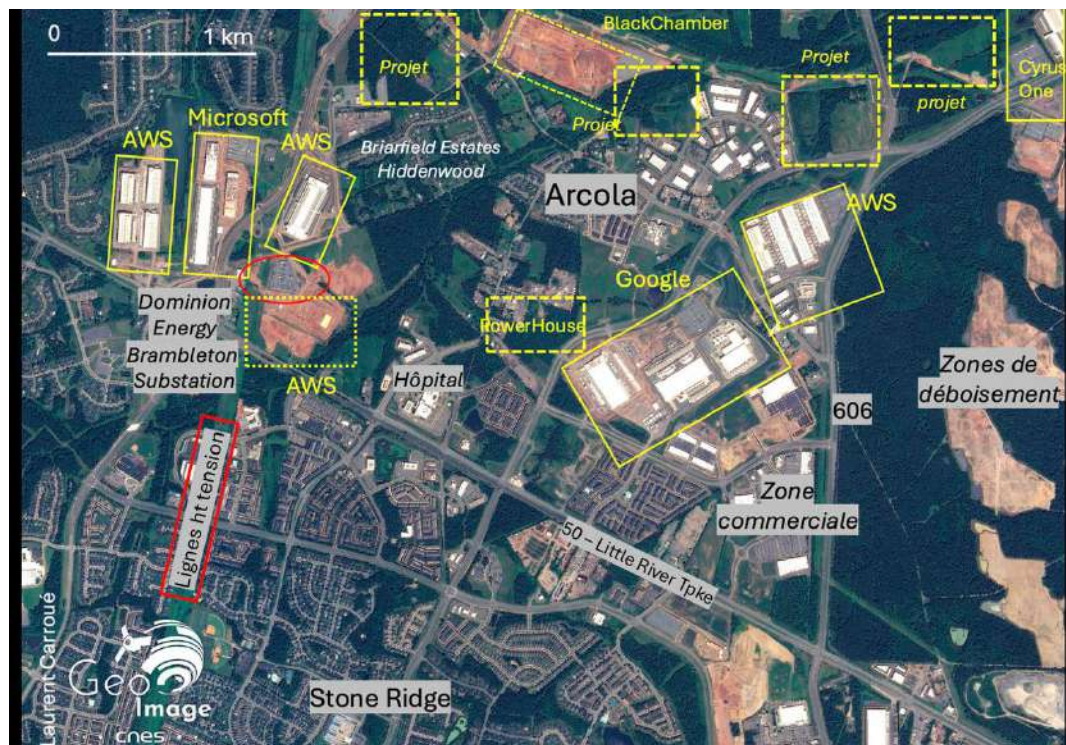 0
1 km
BlackChamber
Projet
Projet
projet
Cyrus
One
Projet
AWS
Microsoft
AWS
Briarfield Estates
Hiddenwood
Arcola
AWS
Google
Dominion
Energy
Brambleton
Substation
PowerHouse
AWS
Hôpital
Zones de
déboisement
606
Lignes ht tension
Zone
commerciale
50 – Little River Tpke
Stone Ridge
Laurent Carroué
Geo
Image
cnes